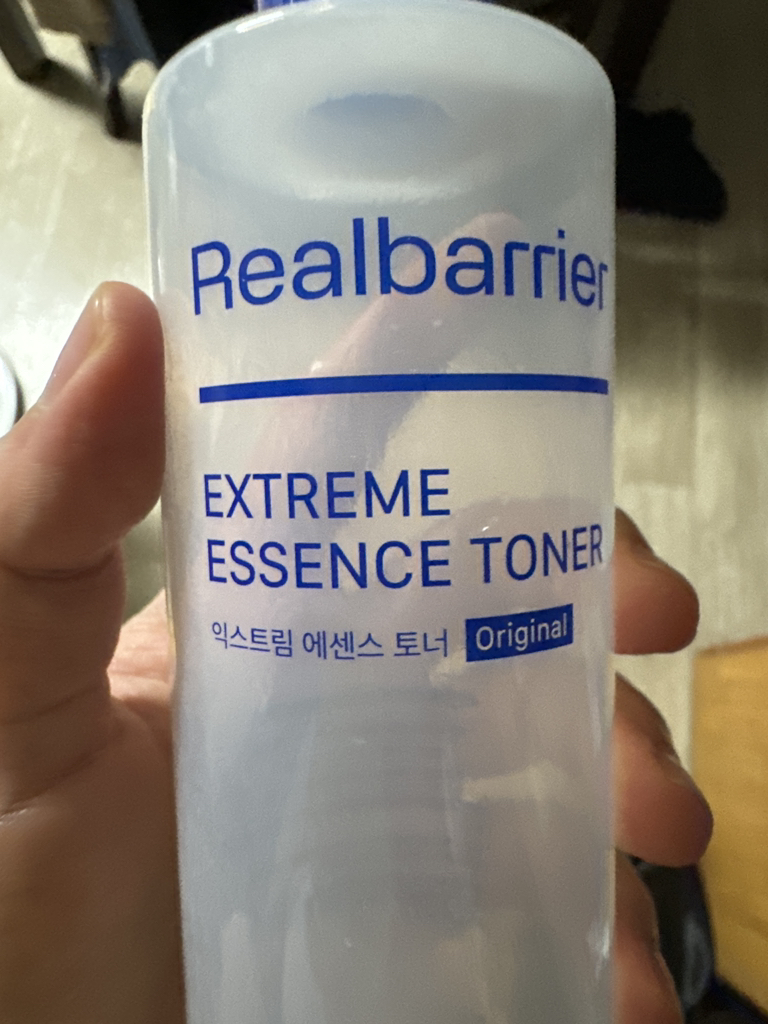 Realbarrier
EXTREME
ESSENCE TONER
익스트림 에센스 토너 Original